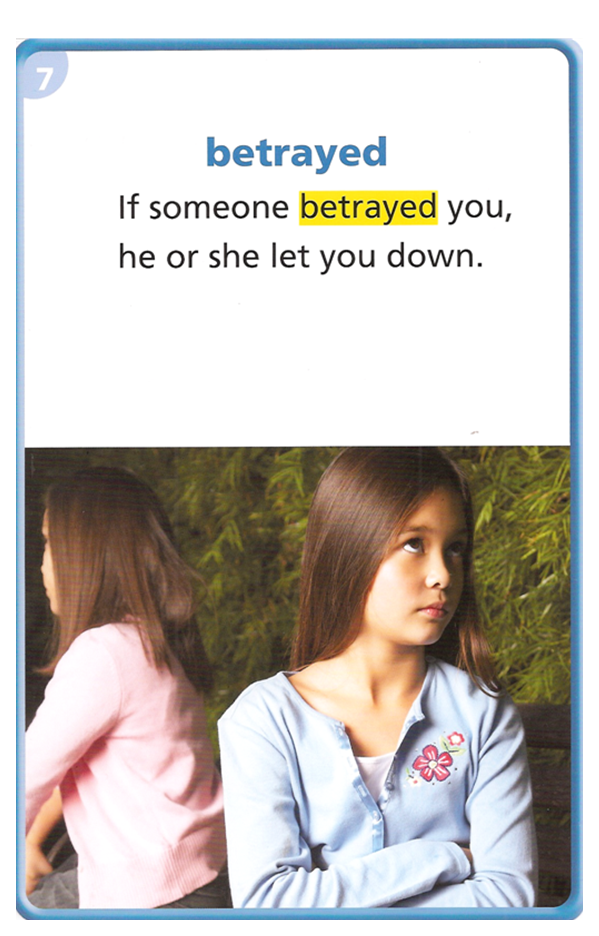 7
betrayed
If someone betrayed you,
he or she let you down.